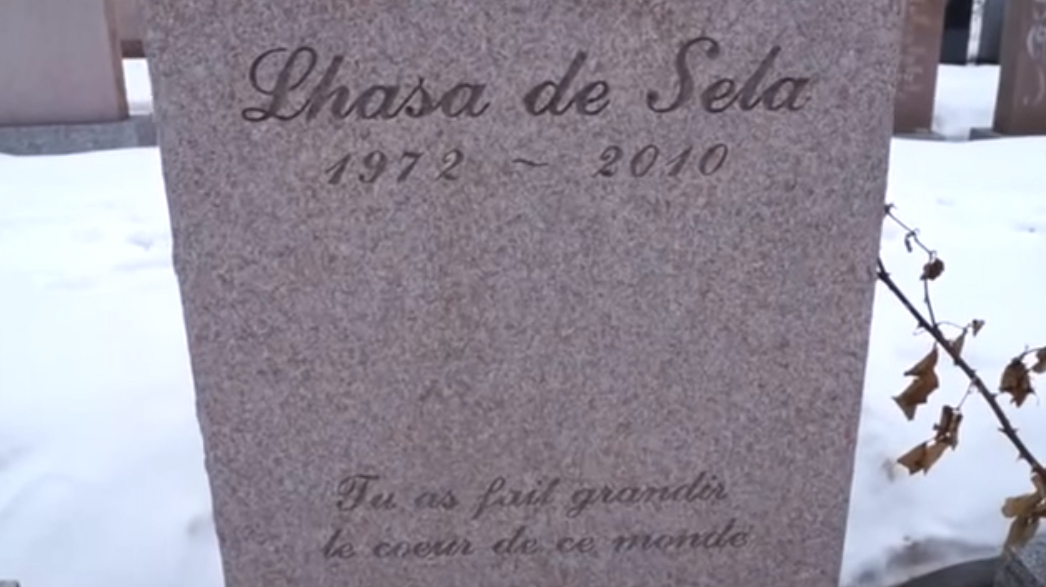 Lhasa de Sela
1972 ~ 2010
Tu as fait grandir
le coeur de ce monde